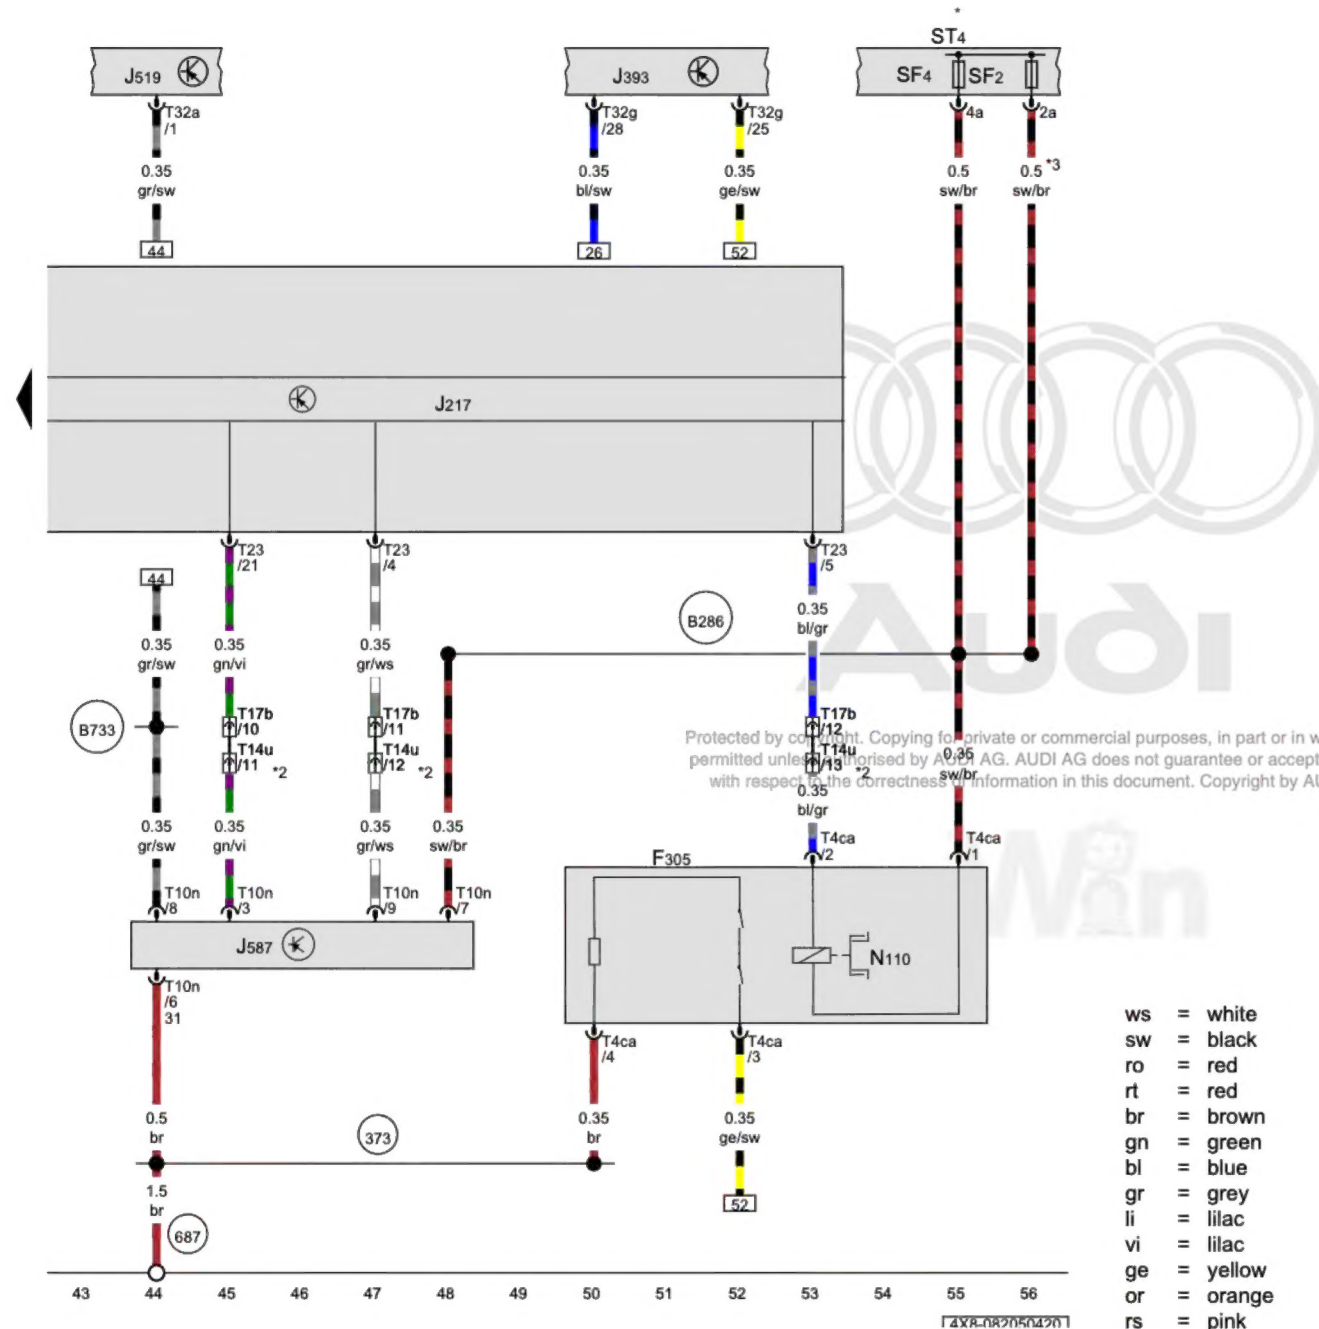 *
ST4
J519
J393
SF4
SF2
T32a
/1
T32g
/28
T32g
/25
4a
2a
0.35
gr/sw
0.35
bl/sw
0.35
ge/sw
0.5
sw/br
0.5 *3
sw/br
44
26
52
J217
T23
/21
T23
/4
T23
/5
44
0.35
bl/gr
B286
0.35
gr/sw
0.35
gn/vi
0.35
gr/ws
Audi
B733
T17b
/10
T14u
/11
*2
T17b
/11
T14u
/12
*2
T17b
/12
T14u
/13
*2
Protected by copyright. Copying for private or commercial purposes, in part or in w
permitted unless authorised by AUDI AG. AUDI AG does not guarantee or accept
with respect to the correctness of information in this document. Copyright by AU
0.35
sw/br
0.35
bl/gr
0.35
gr/sw
0.35
gn/vi
0.35
gr/ws
0.35
sw/br
T4ca
/2
T4ca
/1
F305
T10n
/8
T10n
/3
T10n
/9
T10n
/7
Win
J587
N110
T10n
/6
31
T4ca
/4
T4ca
/3
0.5
br
373
0.35
br
0.35
ge/sw
1.5
br
687
52
43 44 45 46 47 48 49 50 51 52 53 54 55 56
4X8-082050420
ws = white
sw = black
ro = red
rt = red
br = brown
gn = green
bl = blue
gr = grey
li = lilac
vi = lilac
ge = yellow
or = orange
rs = pink